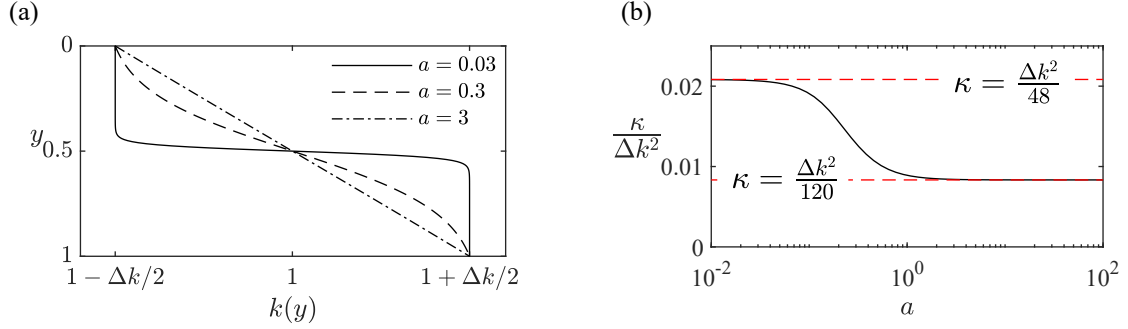 (a)
0
y
0.5
1
a = 0.03
a = 0.3
a = 3
1 − Δk/2
1
1 + Δk/2
k(y)
(b)
0.02
κ/Δk²
0.01
0
κ = Δk²/48
κ = Δk²/120
10⁻²
10⁰
10²
a